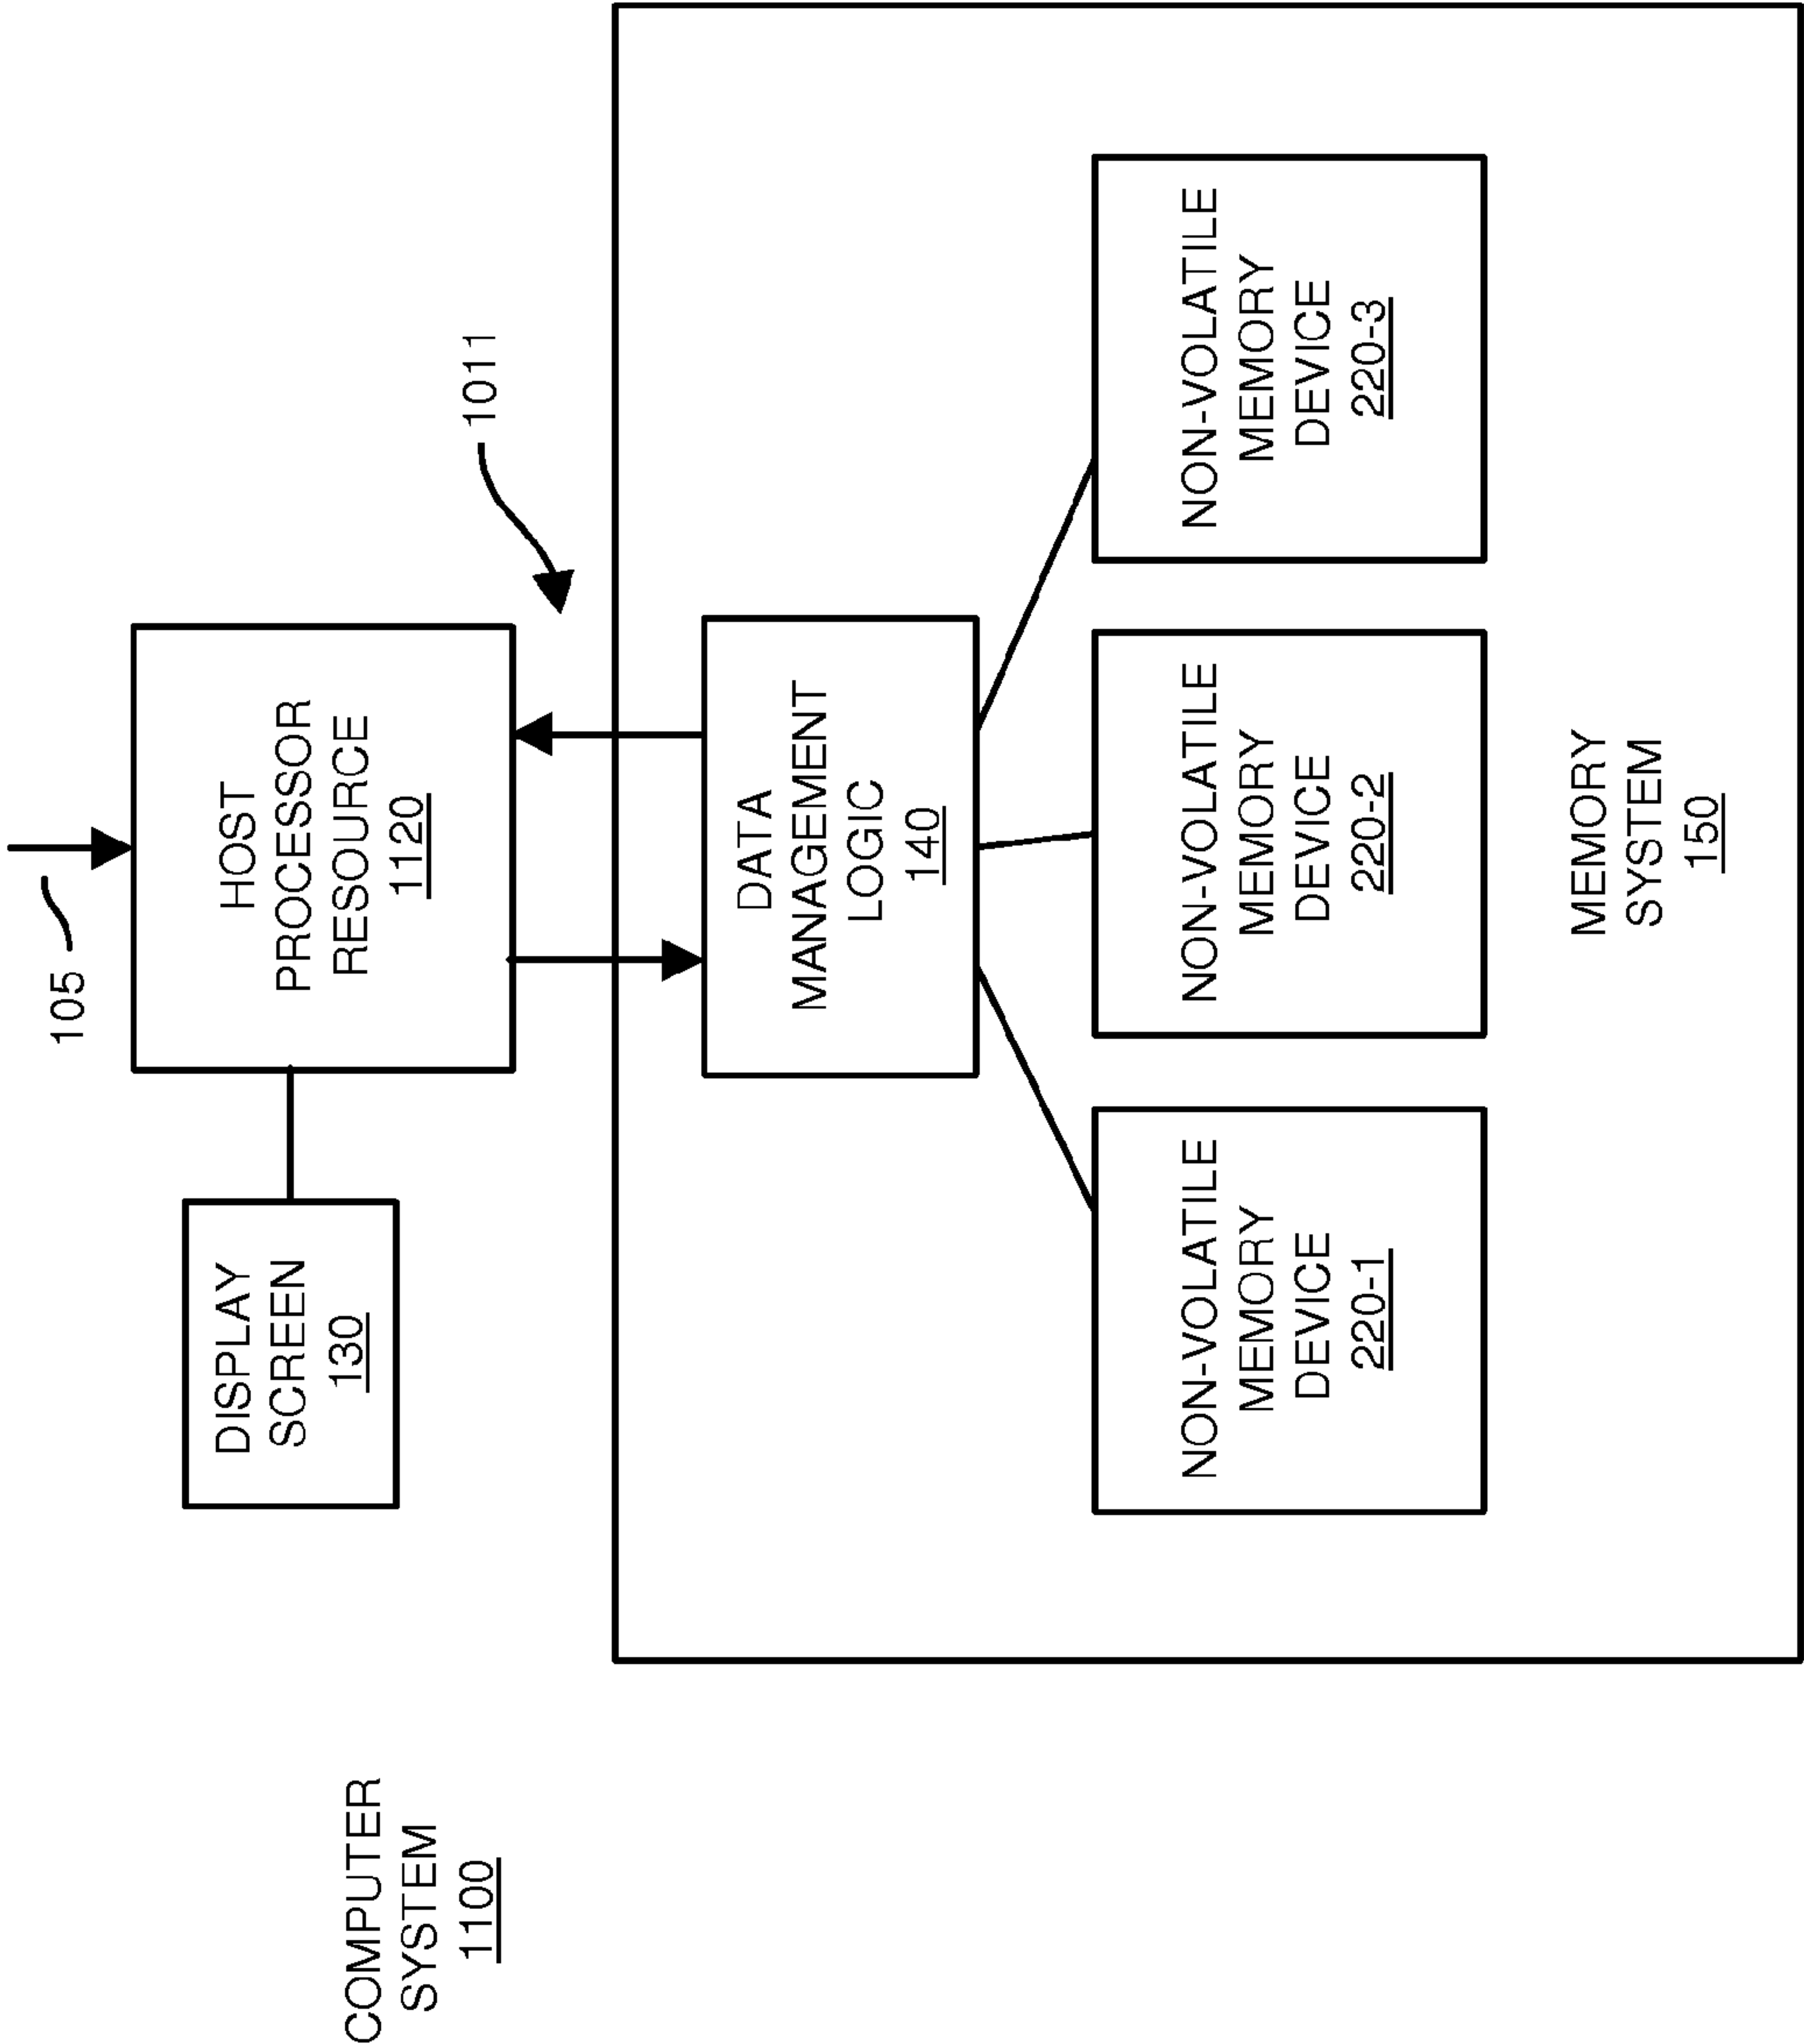 COMPUTER
SYSTEM
1100
DISPLAY
SCREEN
130
105
HOST
PROCESSOR
RESOURCE
1120
1011
DATA
MANAGEMENT
LOGIC
140
NON-VOLATILE
MEMORY
DEVICE
220-1
NON-VOLATILE
MEMORY
DEVICE
220-2
NON-VOLATILE
MEMORY
DEVICE
220-3
MEMORY
SYSTEM
150